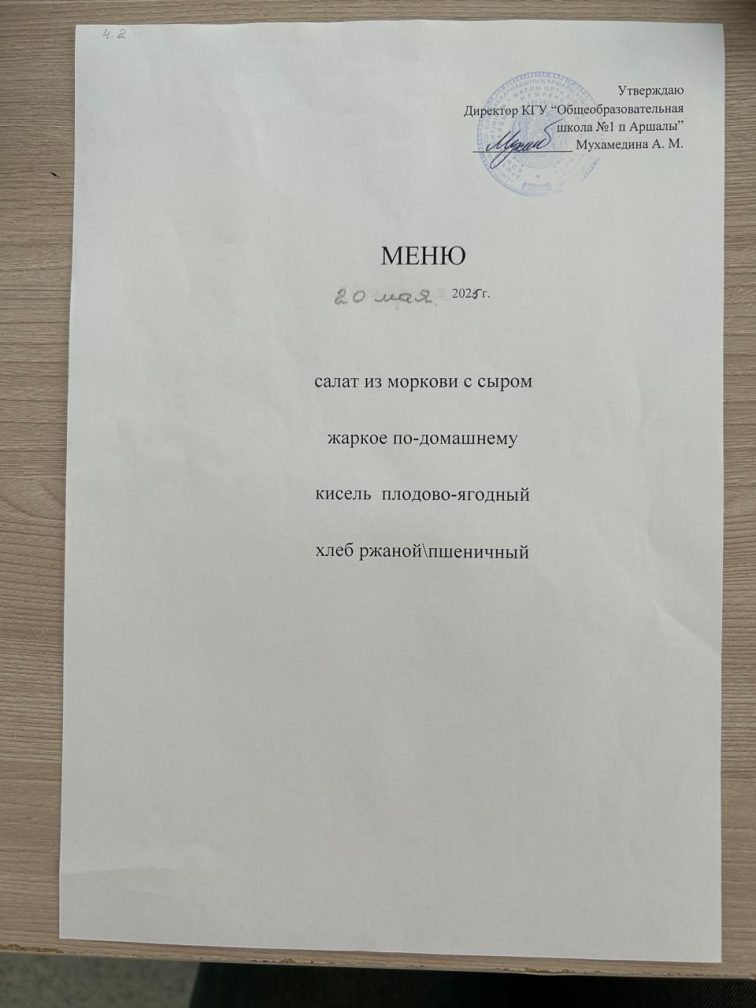 4.2
Утверждаю
Директор КГУ “Общеобразовательная
школа №1 п Аршалы”
Мухамедина А. М.
МЕНЮ
20 мая 2025г.
салат из моркови с сыром
жаркое по-домашнему
кисель плодово-ягодный
хлеб ржаной\пшеничный